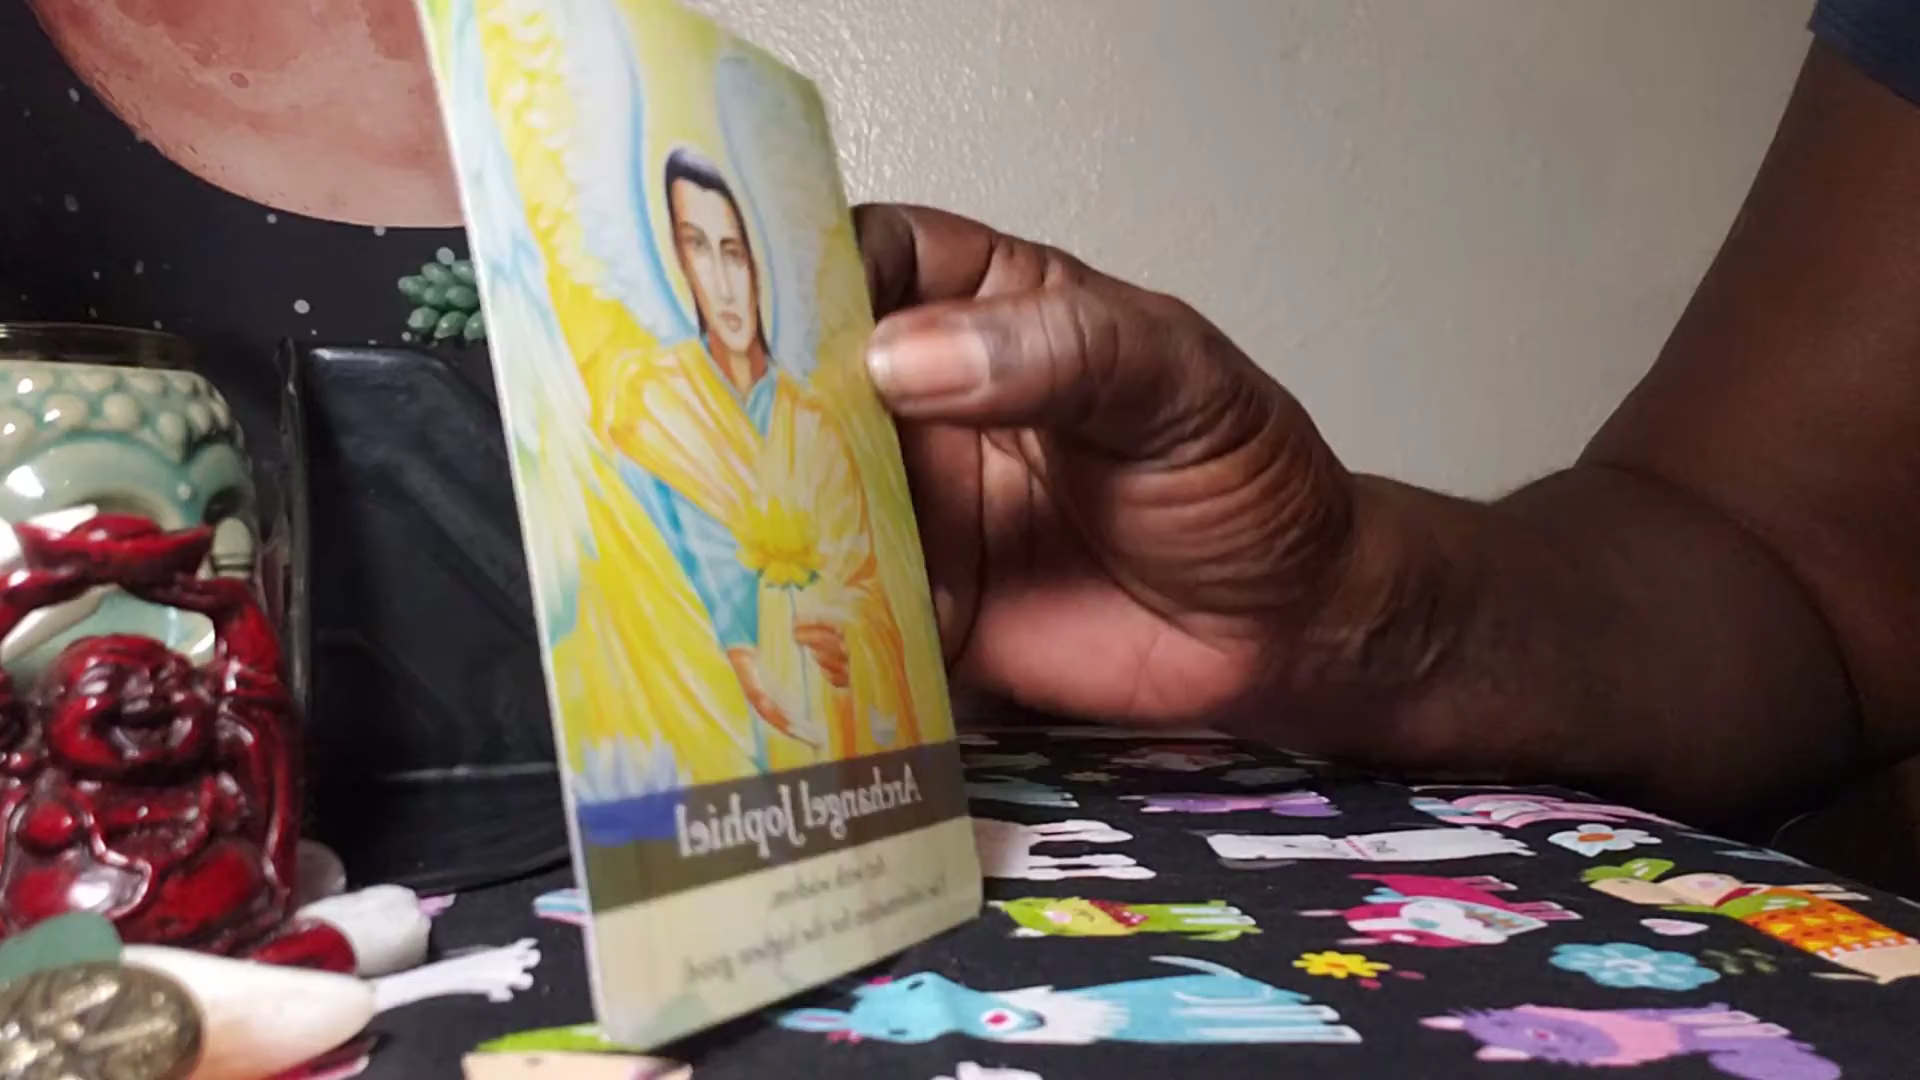 Archangel Jophiel
Act with wisdom.
Use information for the highest good.